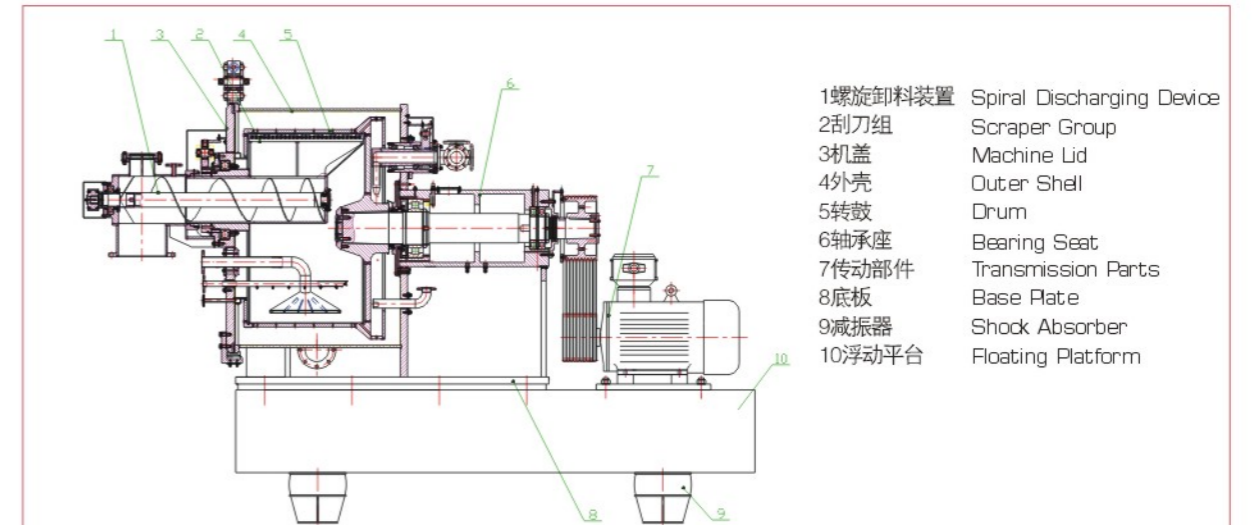 1
3
2
4
5
6
7
10
8
9
1螺旋卸料装置 Spiral Discharging Device
2刮刀组 Scraper Group
3机盖 Machine Lid
4外壳 Outer Shell
5转鼓 Drum
6轴承座 Bearing Seat
7传动部件 Transmission Parts
8底板 Base Plate
9减振器 Shock Absorber
10浮动平台 Floating Platform